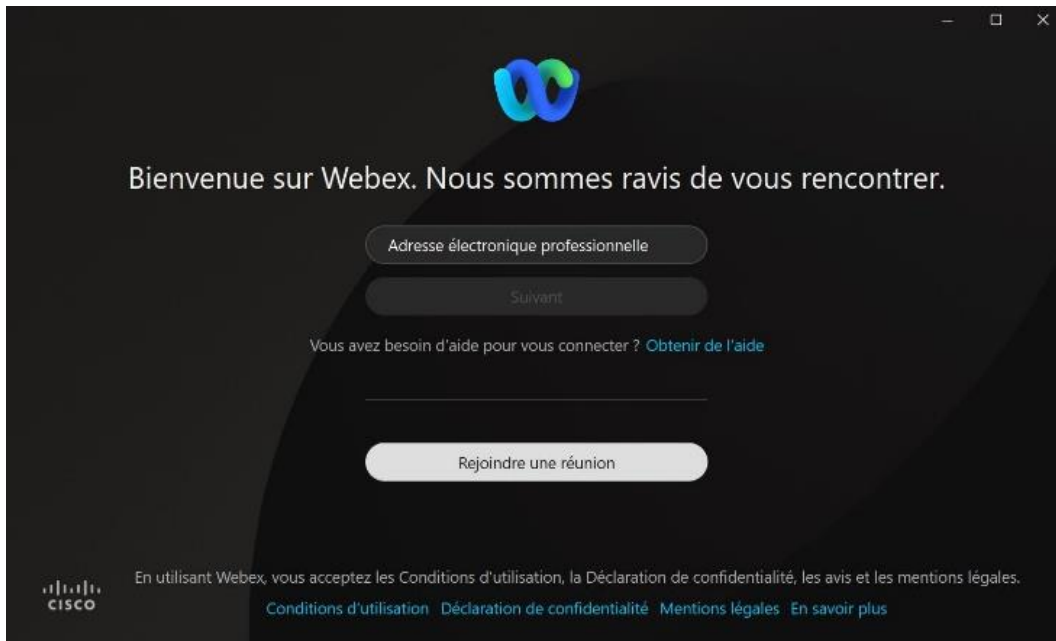 Bienvenue sur Webex. Nous sommes ravis de vous rencontrer.
Adresse électronique professionnelle
Suivant
Vous avez besoin d'aide pour vous connecter ? Obtenir de l'aide
Rejoindre une réunion
En utilisant Webex, vous acceptez les Conditions d'utilisation, la Déclaration de confidentialité, les avis et les mentions légales.
CISCO
Conditions d'utilisation Déclaration de confidentialité Mentions légales En savoir plus